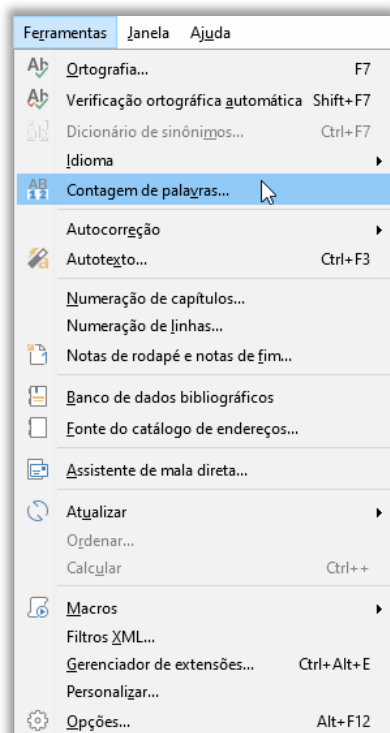 Ferramentas Janela Ajuda
Ortografia... F7
Verificação ortográfica automática Shift+F7
Dicionário de sinônimos... Ctrl+F7
Idioma
Contagem de palavras...
Autocorreção
Autotexto... Ctrl+F3
Numeração de capítulos...
Numeração de linhas...
Notas de rodapé e notas de fim...
Banco de dados bibliográficos
Fonte do catálogo de endereços...
Assistente de mala direta...
Atualizar
Ordenar...
Calcular Ctrl++
Macros
Filtros XML...
Gerenciador de extensões... Ctrl+Alt+E
Personalizar...
Opções... Alt+F12